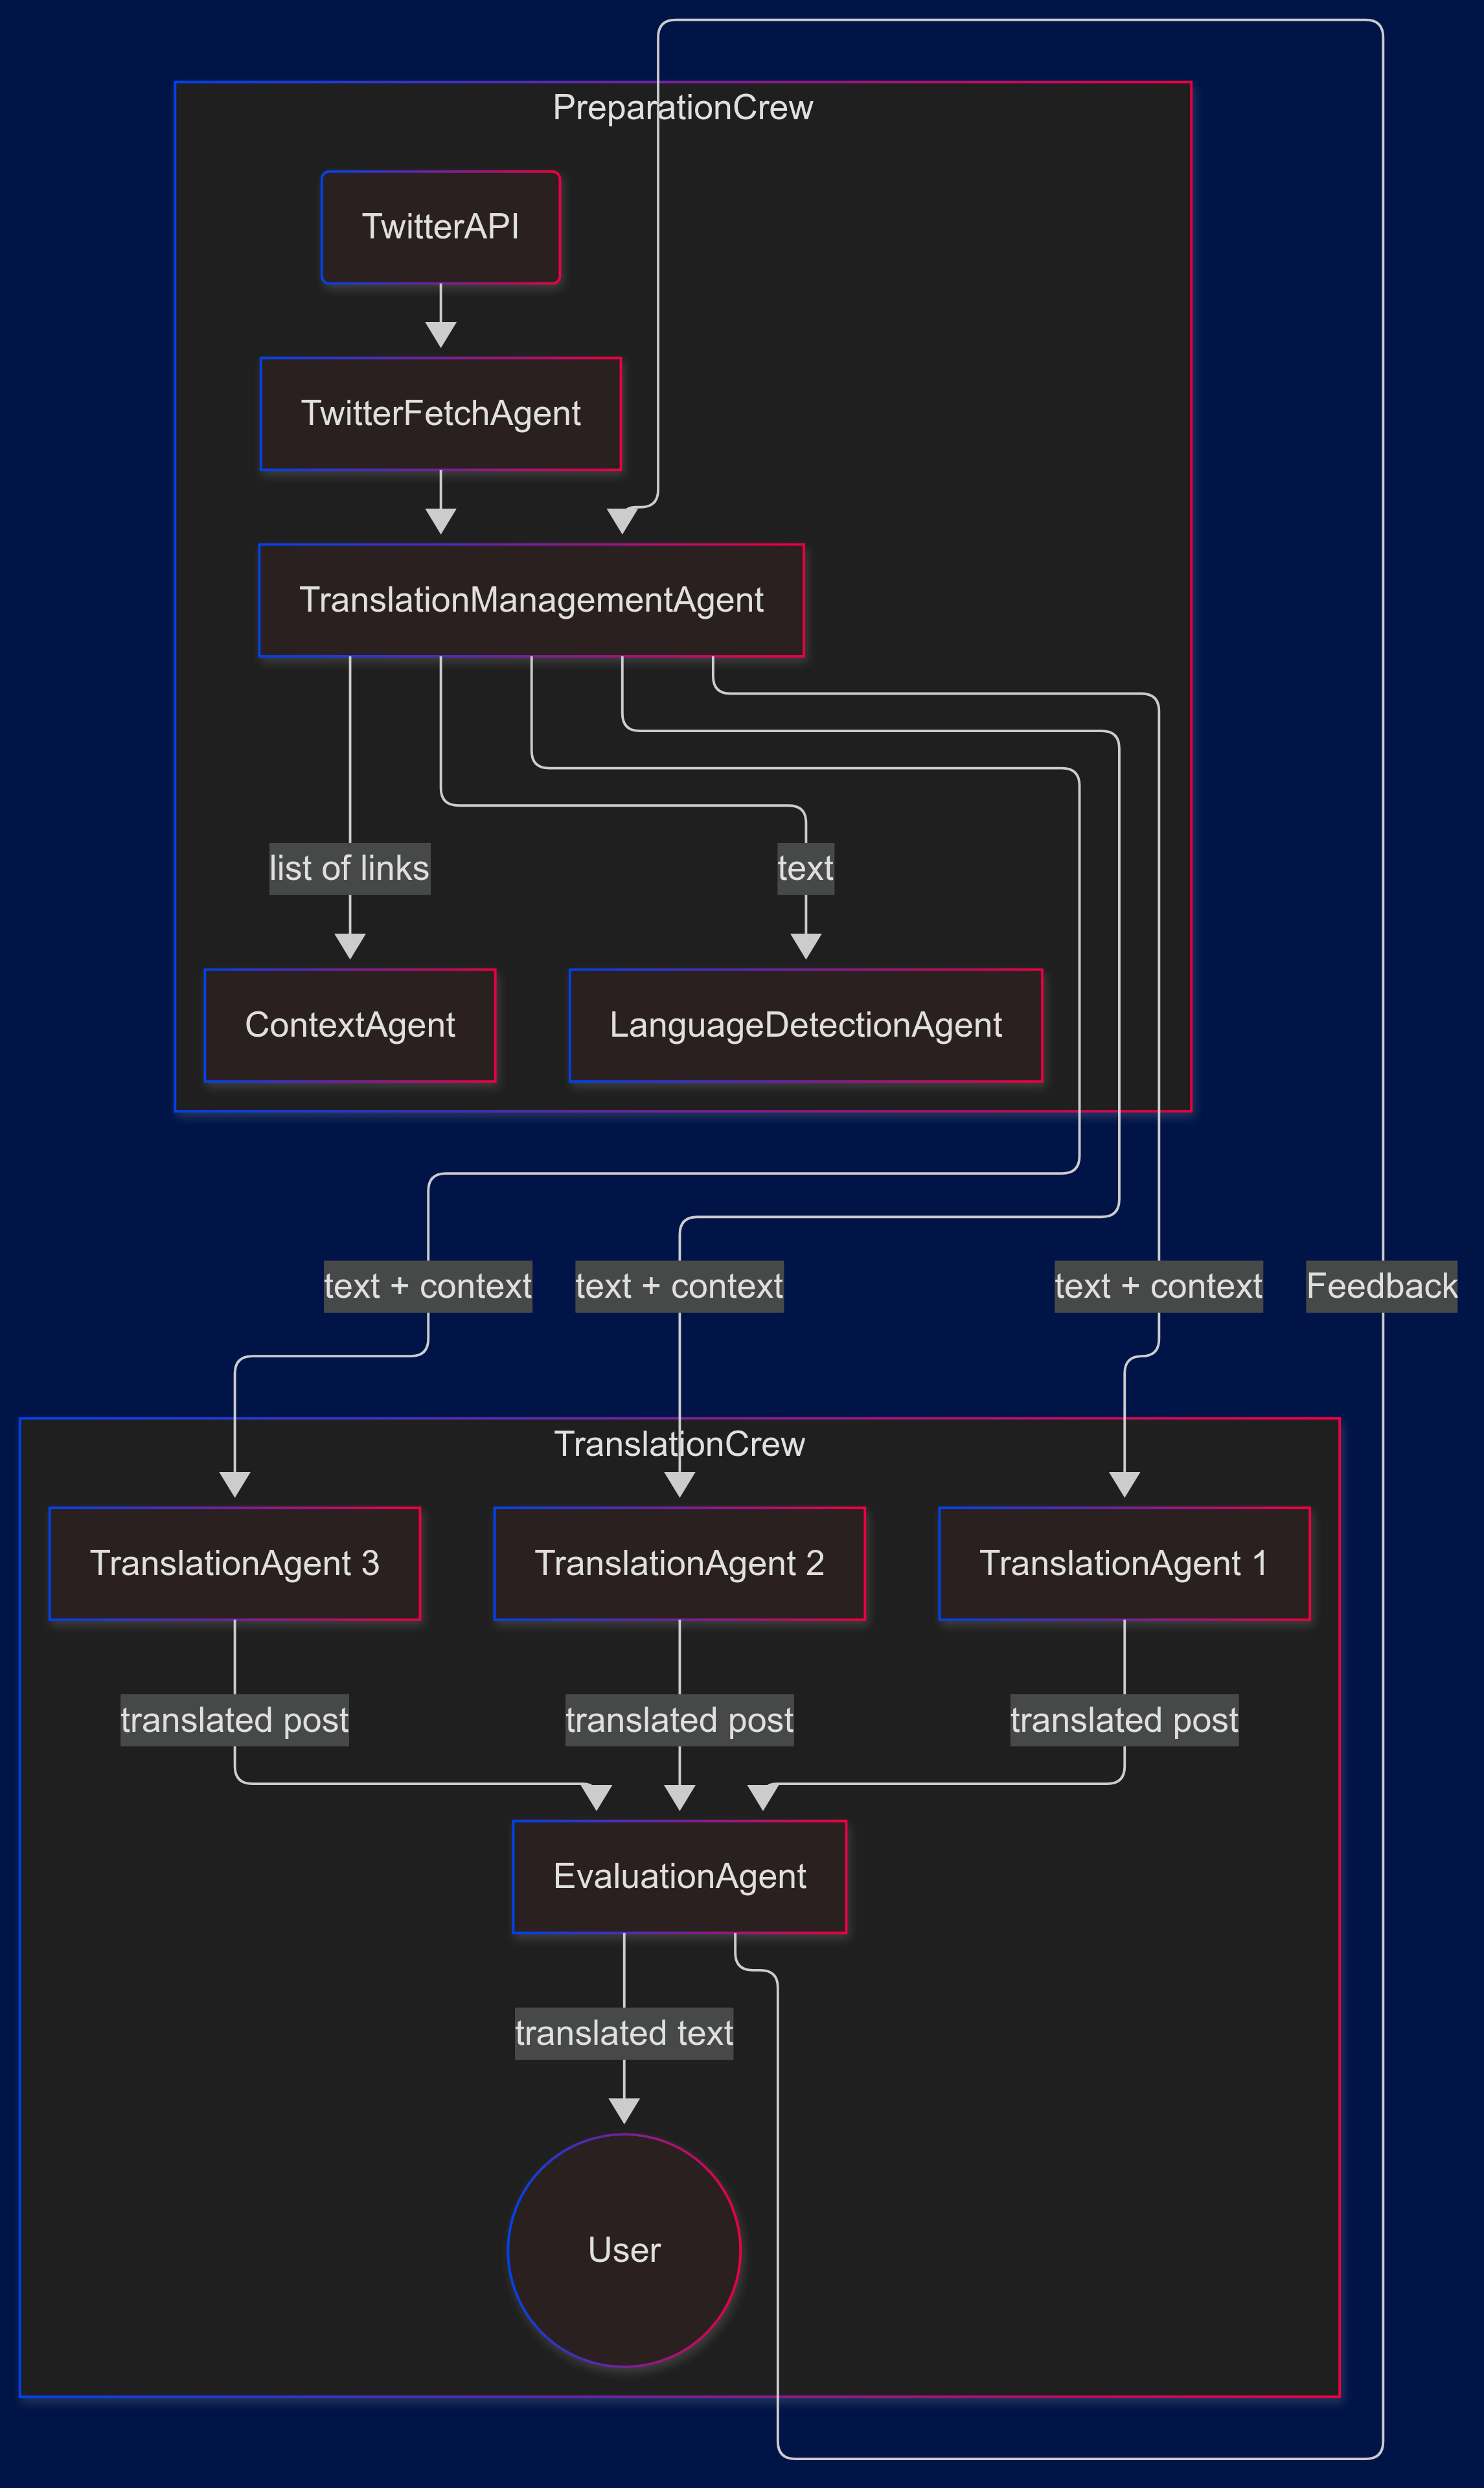 PreparationCrew
TwitterAPI
TwitterFetchAgent
TranslationManagementAgent
list of links
text
ContextAgent
LanguageDetectionAgent
text + context
text + context
text + context
Feedback
TranslationCrew
TranslationAgent 3
TranslationAgent 2
TranslationAgent 1
translated post
translated post
translated post
EvaluationAgent
translated text
User